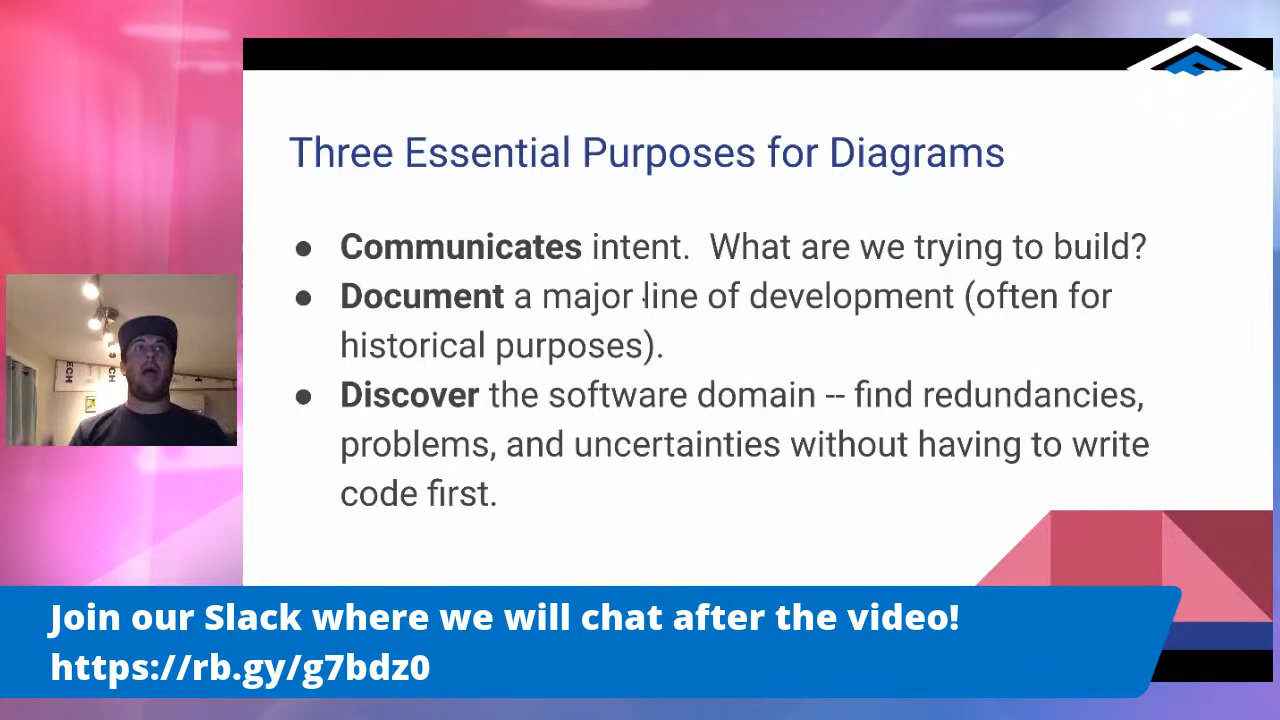 Three Essential Purposes for Diagrams
● Communicates intent.  What are we trying to build?
● Document a major line of development (often for
historical purposes).
● Discover the software domain -- find redundancies,
problems, and uncertainties without having to write
code first.
Join our Slack where we will chat after the video!
https://rb.gy/g7bdz0